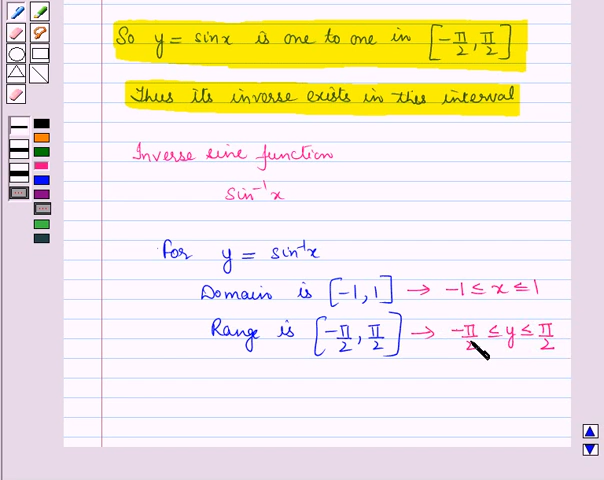 So y = sinx is one to one in [-π/2, π/2]
Thus its inverse exists in this interval
Inverse sine function
sin⁻¹x
For y = sin⁻¹x
Domain is [-1, 1] → -1 ≤ x ≤ 1
Range is [-π/2, π/2] → -π/2 ≤ y ≤ π/2